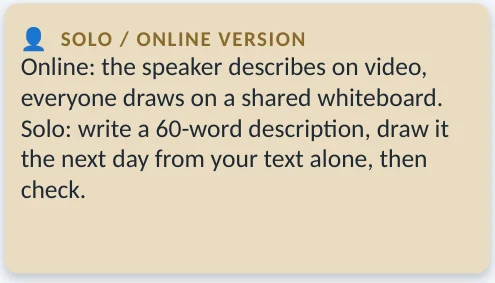 👤 SOLO / ONLINE VERSION
Online: the speaker describes on video,
everyone draws on a shared whiteboard.
Solo: write a 60-word description, draw it
the next day from your text alone, then
check.